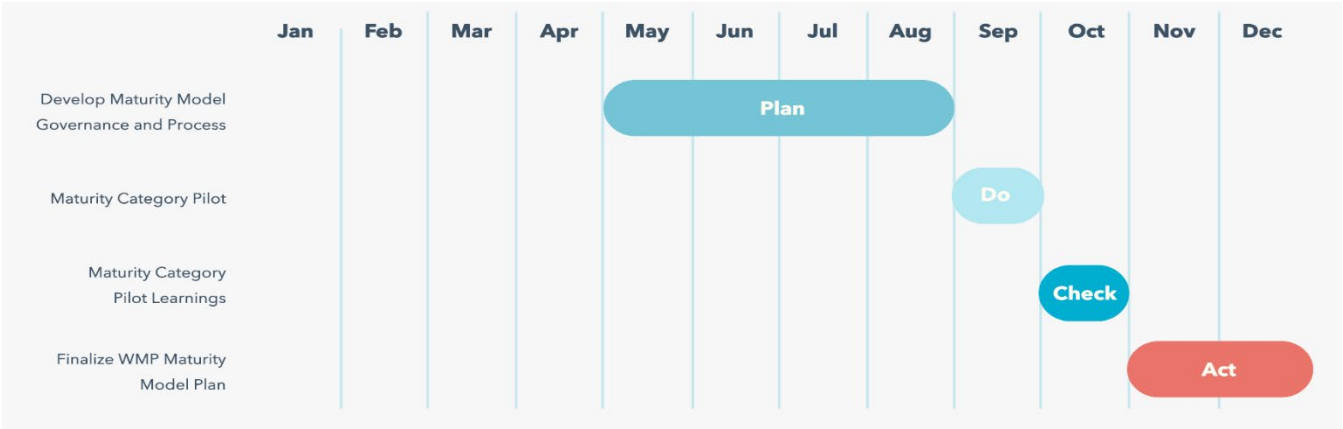 Jan Feb Mar Apr May Jun Jul Aug Sep Oct Nov Dec
Develop Maturity Model
Governance and Process
Plan
Maturity Category Pilot
Do
Maturity Category
Pilot Learnings
Check
Finalize WMP Maturity
Model Plan
Act